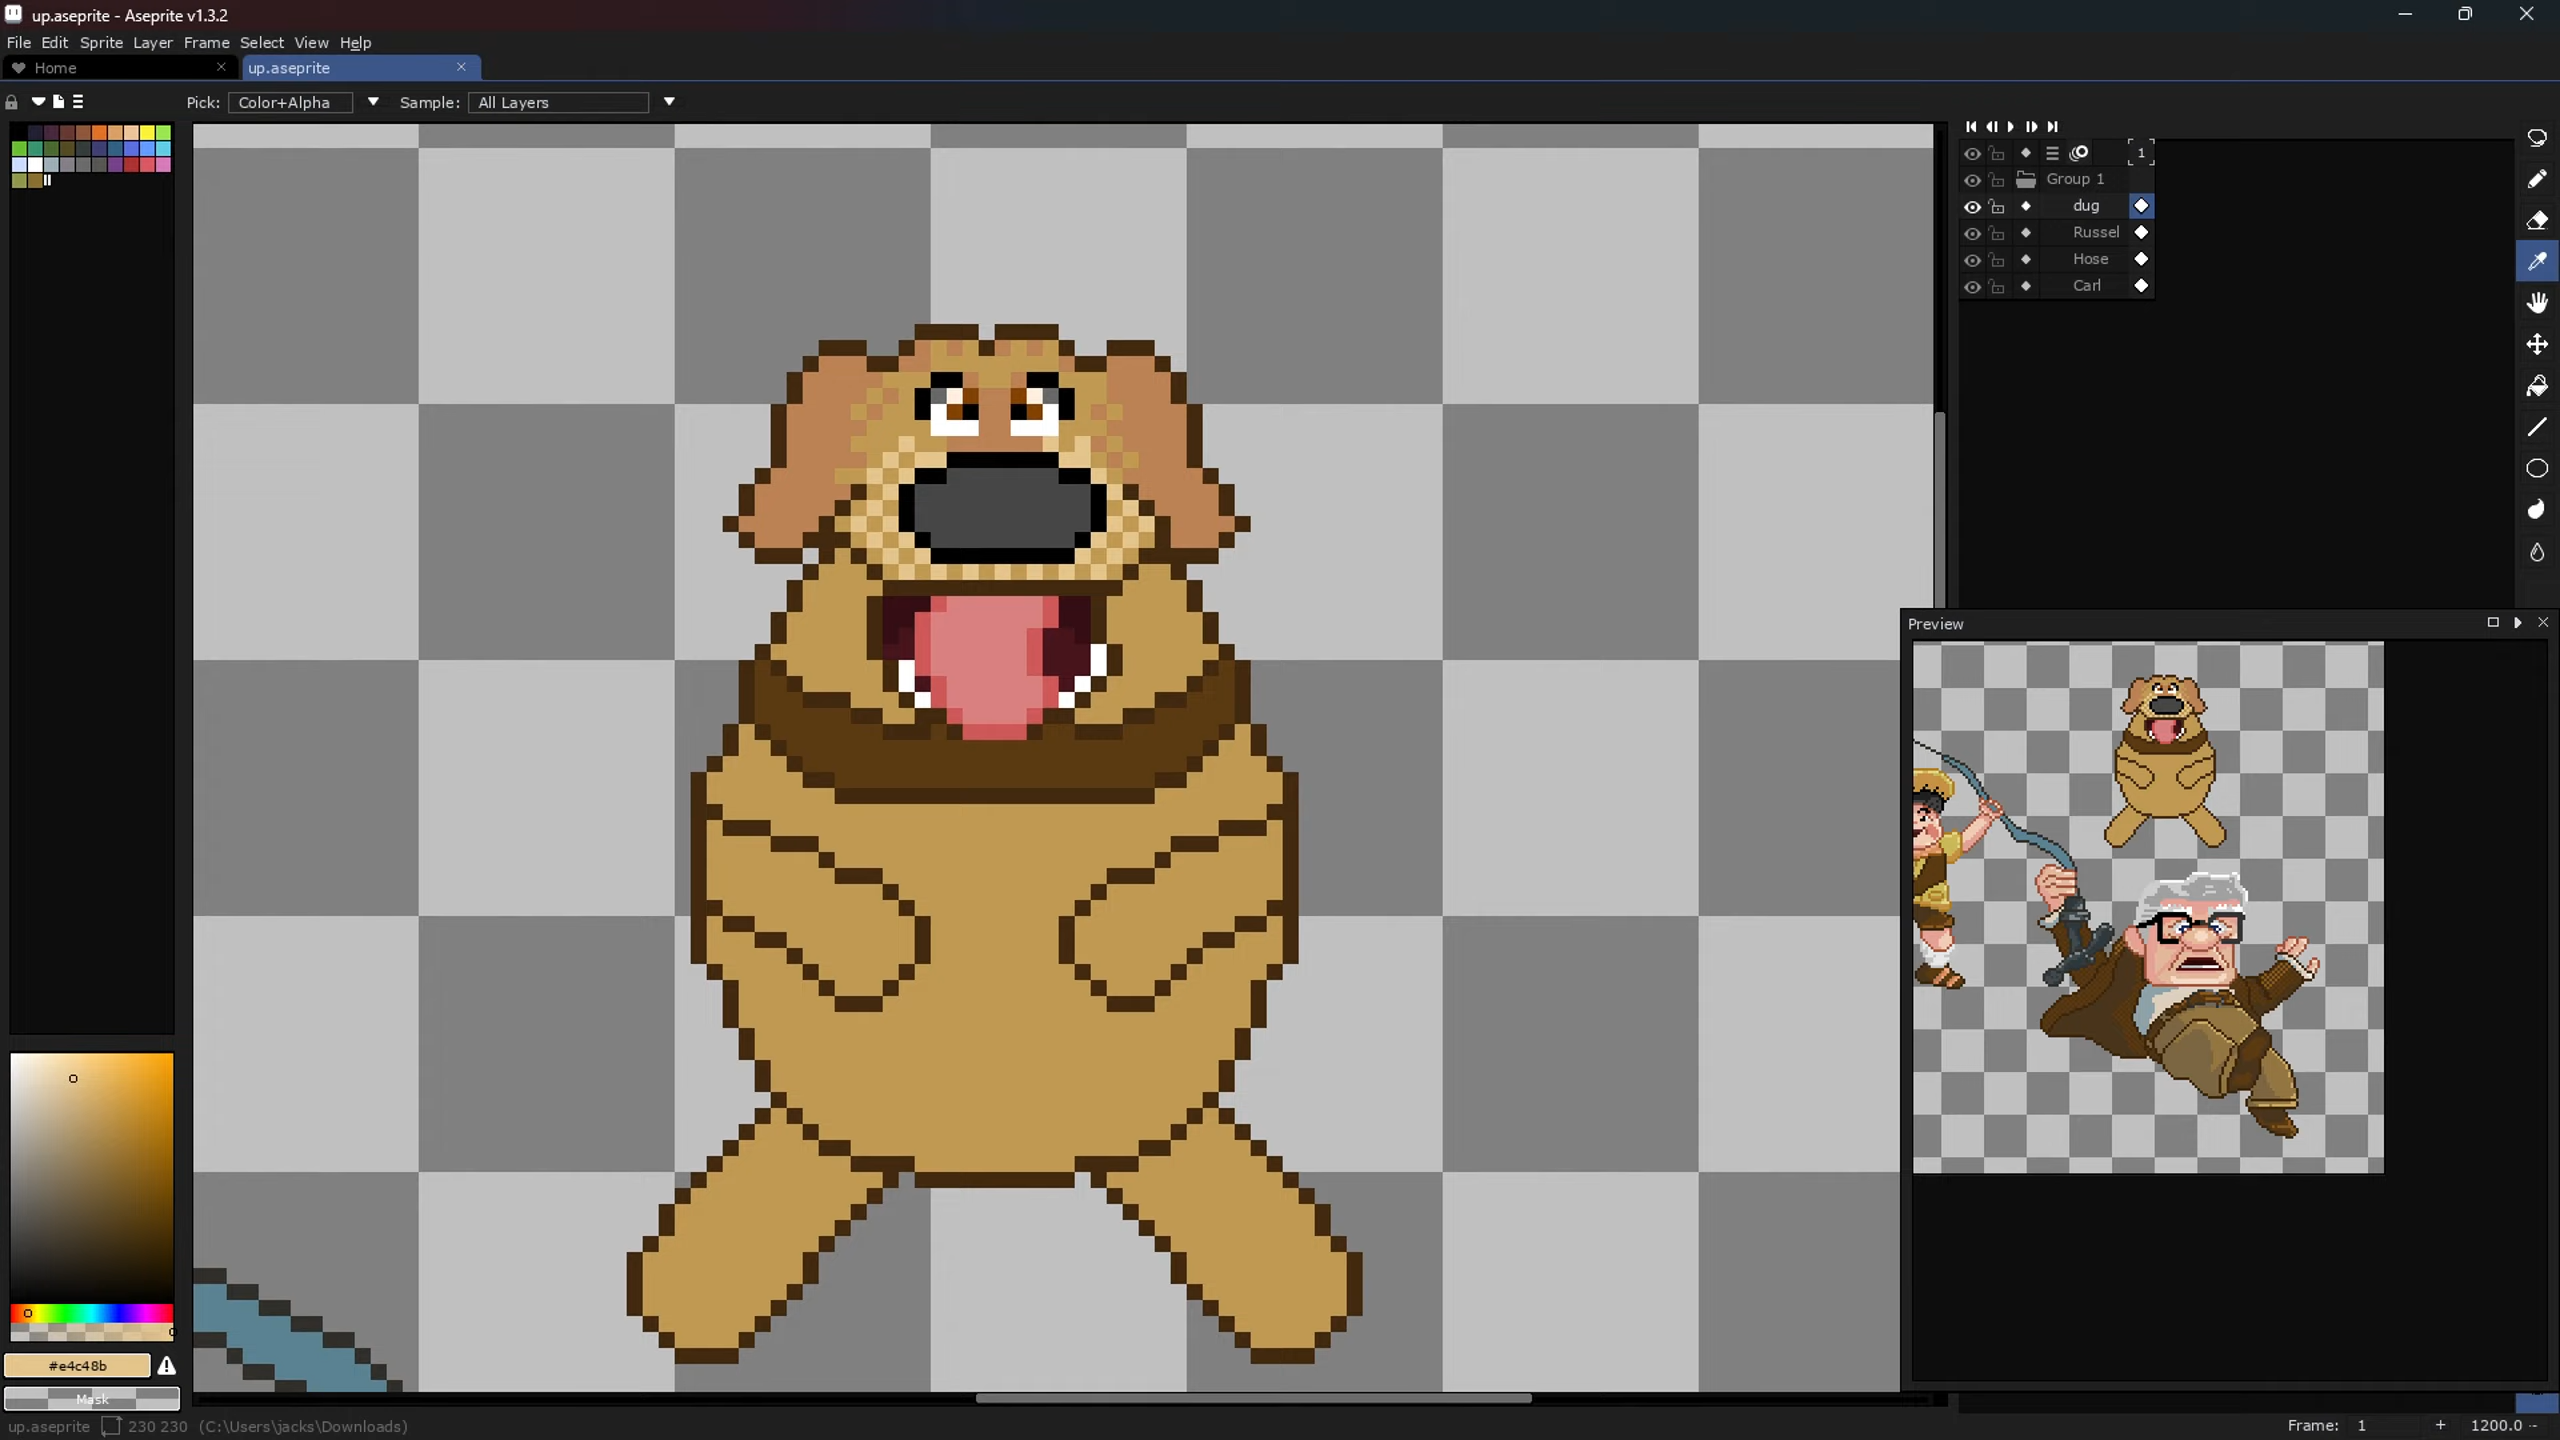 up.aseprite - Aseprite v1.3.2
File Edit Sprite Layer Frame Select View Help
Home
up.aseprite
Pick: Color+Alpha Sample: All Layers
1
Group 1
dug
Russel
Hose
Carl
Preview
#e4c48b
Mask
up.aseprite 230 230 (C:\Users\jacks\Downloads)
Frame: 1 + 1200.0